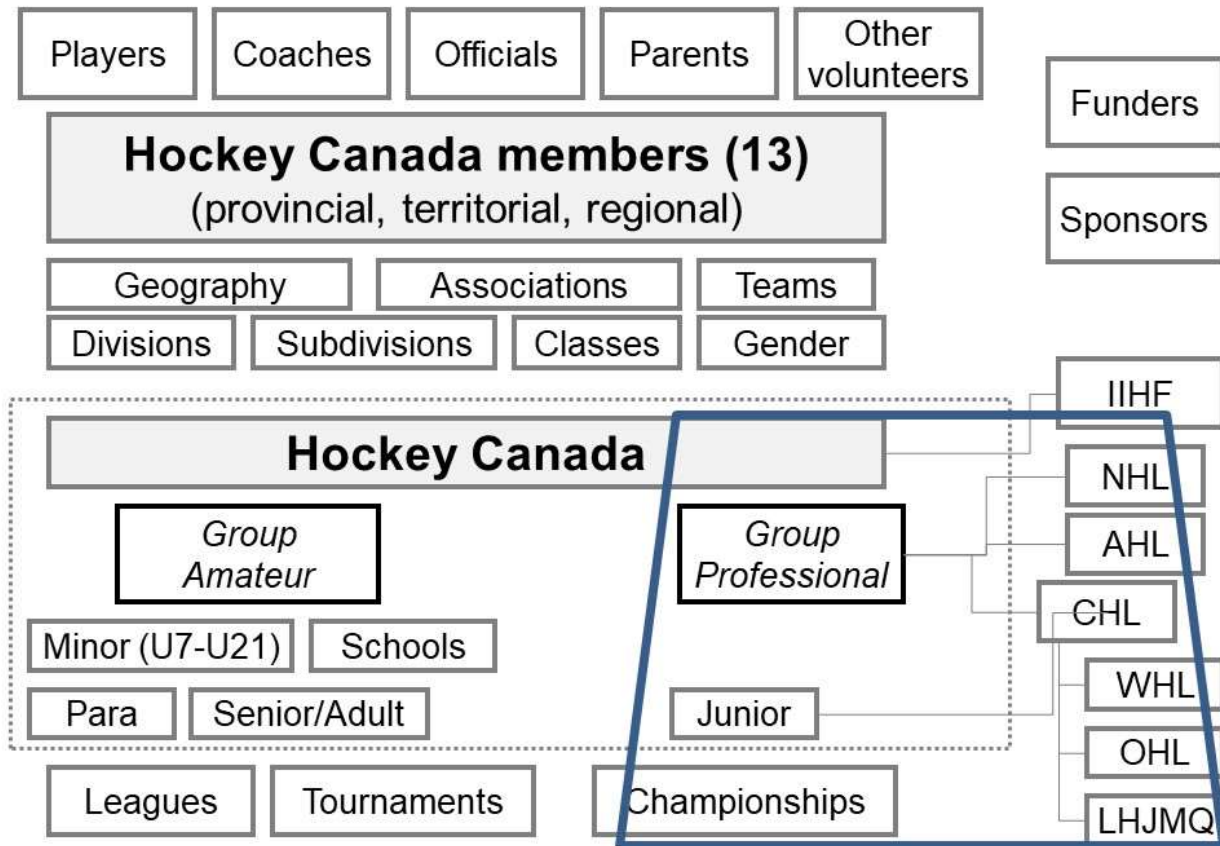 Players
Coaches
Officials
Parents
Other
volunteers
Funders
Hockey Canada members (13)
(provincial, territorial, regional)
Sponsors
Geography
Associations
Teams
Divisions
Subdivisions
Classes
Gender
IIHF
Hockey Canada
NHL
Group
Amateur
Group
Professional
AHL
CHL
Minor (U7-U21)
Schools
WHL
Para
Senior/Adult
Junior
OHL
Leagues
Tournaments
Championships
LHJMQ